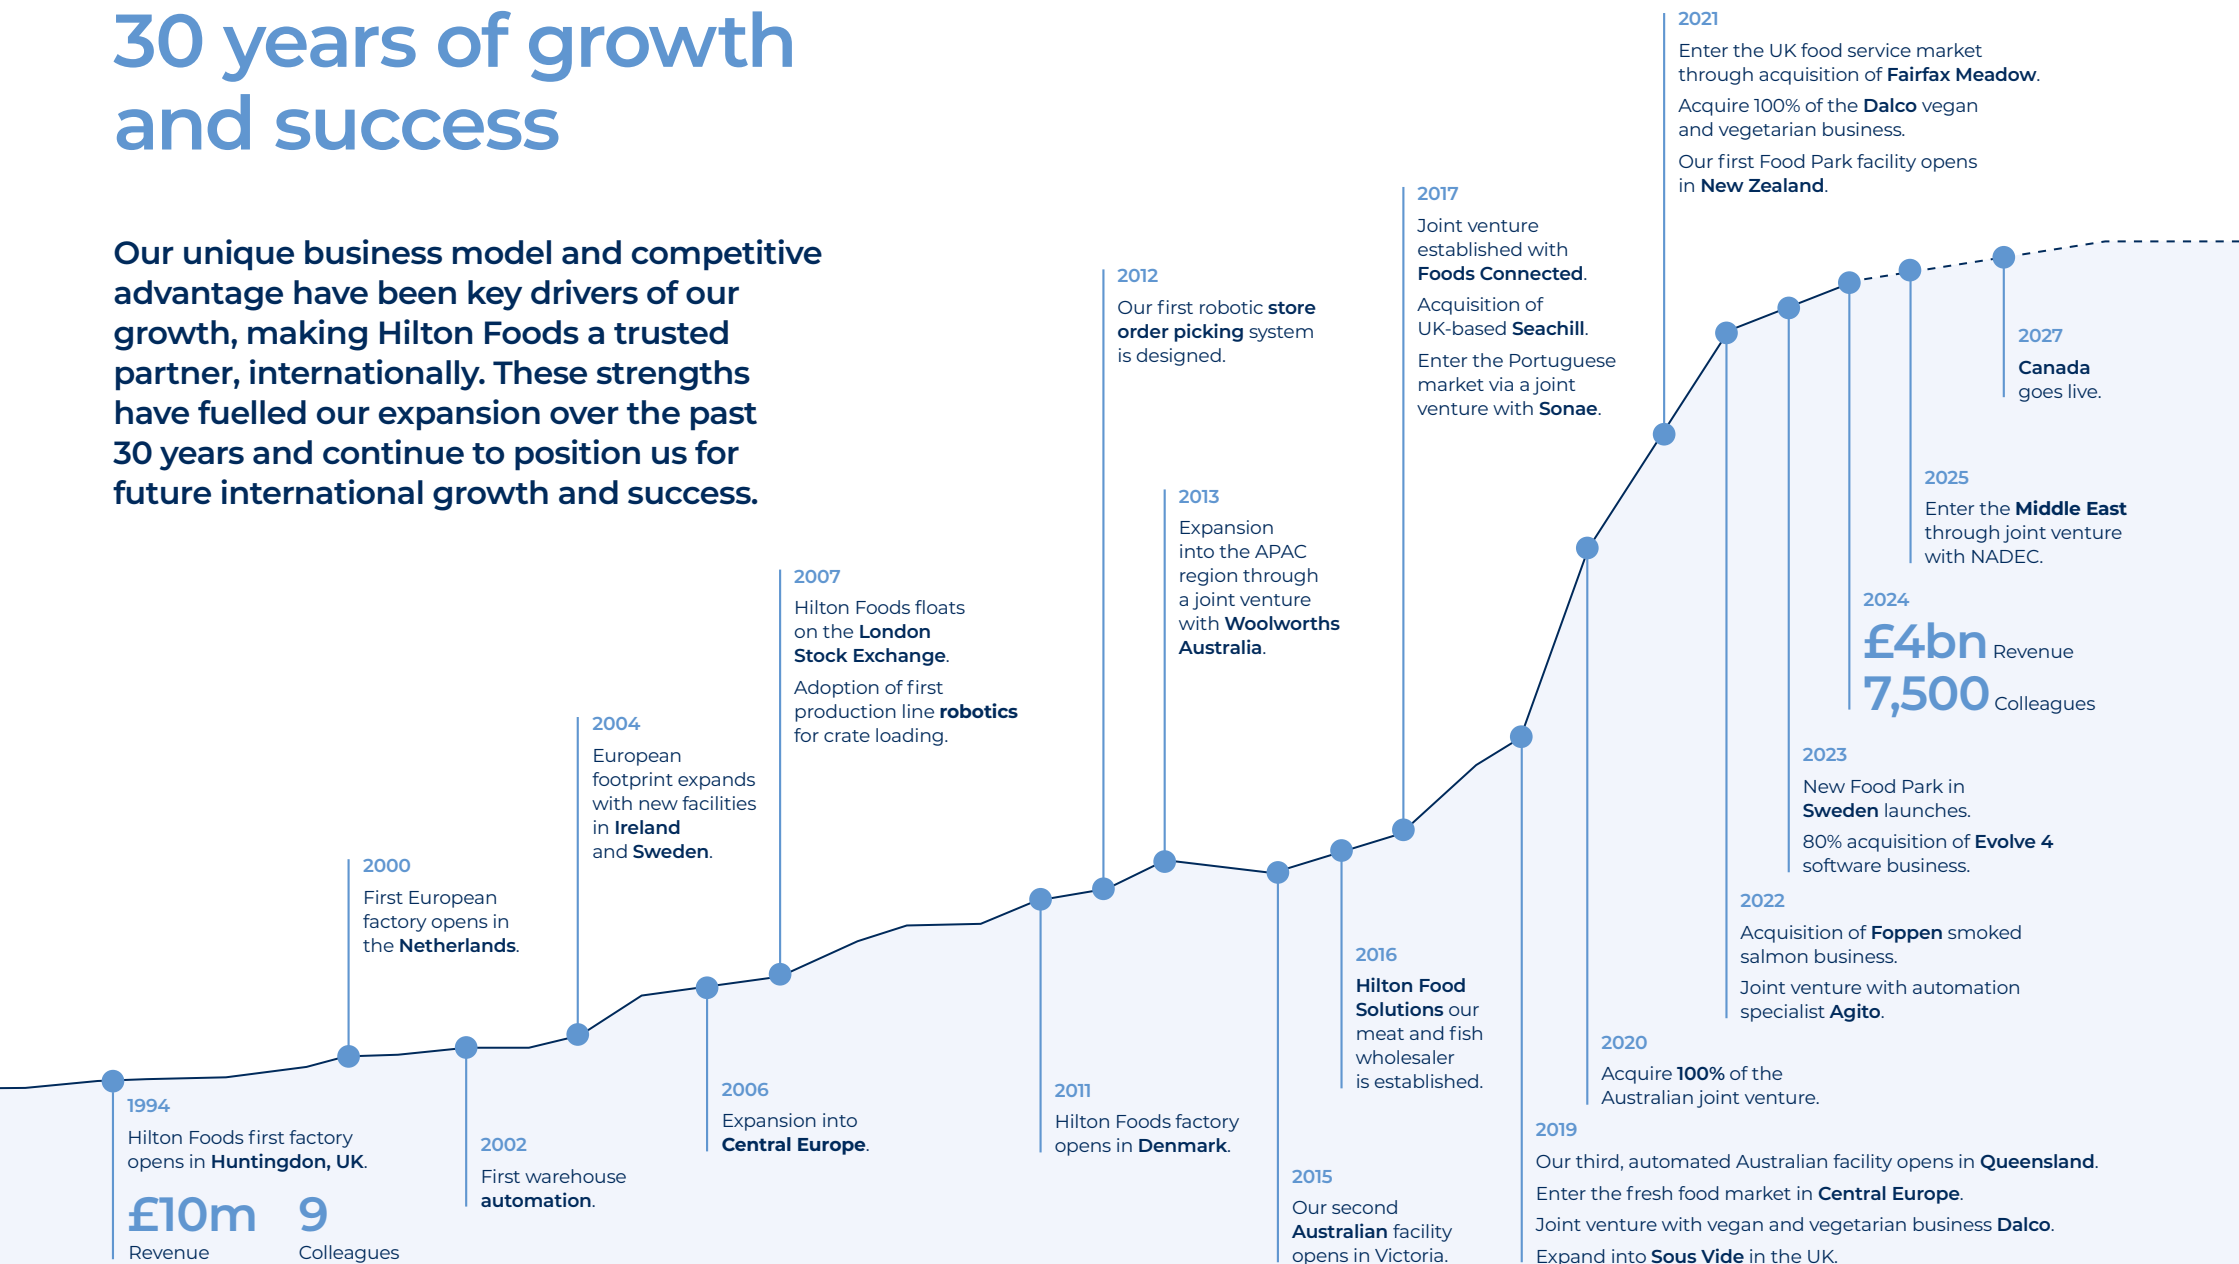 30 years of growth
and success
Our unique business model and competitive
advantage have been key drivers of our
growth, making Hilton Foods a trusted
partner, internationally. These strengths
have fuelled our expansion over the past
30 years and continue to position us for
future international growth and success.
1994
Hilton Foods first factory
opens in Huntingdon, UK.
£10m 9
Revenue Colleagues
2000
First European
factory opens in
the Netherlands.
2002
First warehouse
automation.
2004
European
footprint expands
with new facilities
in Ireland
and Sweden.
2006
Expansion into
Central Europe.
2007
Hilton Foods floats
on the London
Stock Exchange.
Adoption of first
production line robotics
for crate loading.
2011
Hilton Foods factory
opens in Denmark.
2012
Our first robotic store
order picking system
is designed.
2013
Expansion
into the APAC
region through
a joint venture
with Woolworths
Australia.
2015
Our second
Australian facility
opens in Victoria.
2016
Hilton Food
Solutions our
meat and fish
wholesaler
is established.
2017
Joint venture
established with
Foods Connected.
Acquisition of
UK-based Seachill.
Enter the Portuguese
market via a joint
venture with Sonae.
2019
Our third, automated Australian facility opens in Queensland.
Enter the fresh food market in Central Europe.
Joint venture with vegan and vegetarian business Dalco.
Expand into Sous Vide in the UK.
2020
Acquire 100% of the
Australian joint venture.
2021
Enter the UK food service market
through acquisition of Fairfax Meadow.
Acquire 100% of the Dalco vegan
and vegetarian business.
Our first Food Park facility opens
in New Zealand.
2022
Acquisition of Foppen smoked
salmon business.
Joint venture with automation
specialist Agito.
2023
New Food Park in
Sweden launches.
80% acquisition of Evolve 4
software business.
2024
£4bn Revenue
7,500 Colleagues
2025
Enter the Middle East
through joint venture
with NADEC.
2027
Canada
goes live.